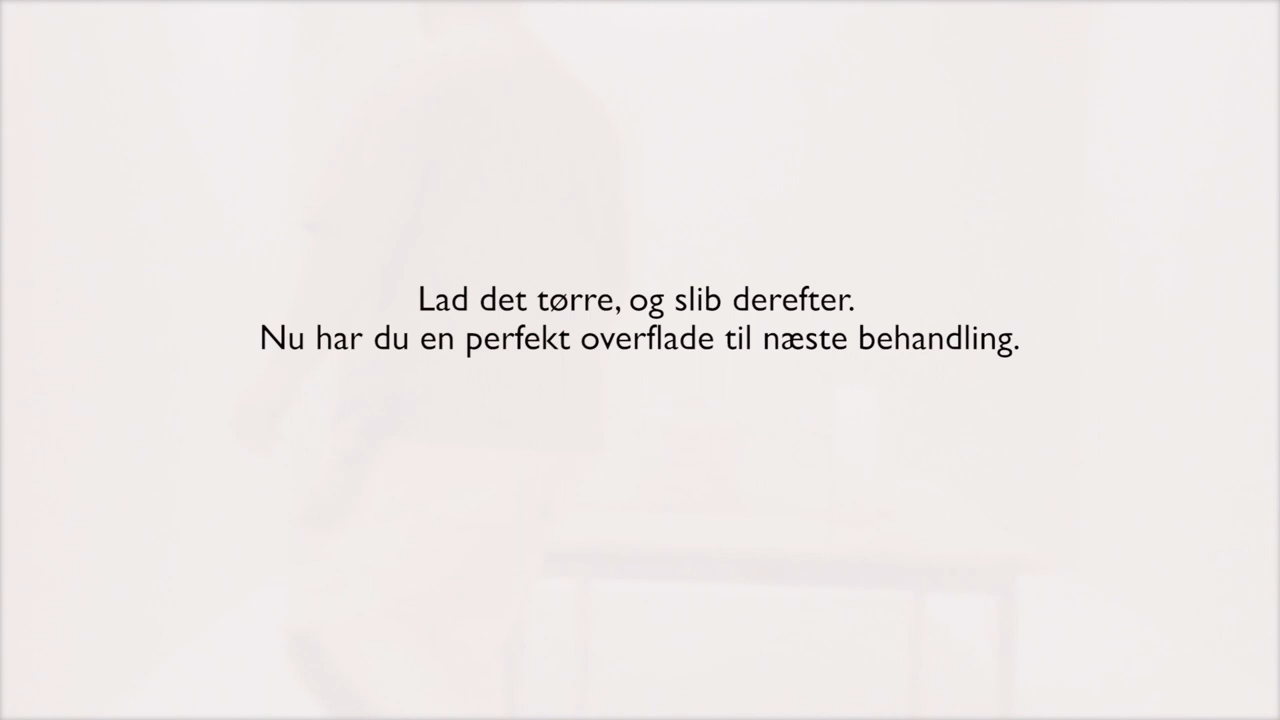 Lad det tørre, og slib derefter.
Nu har du en perfekt overflade til næste behandling.